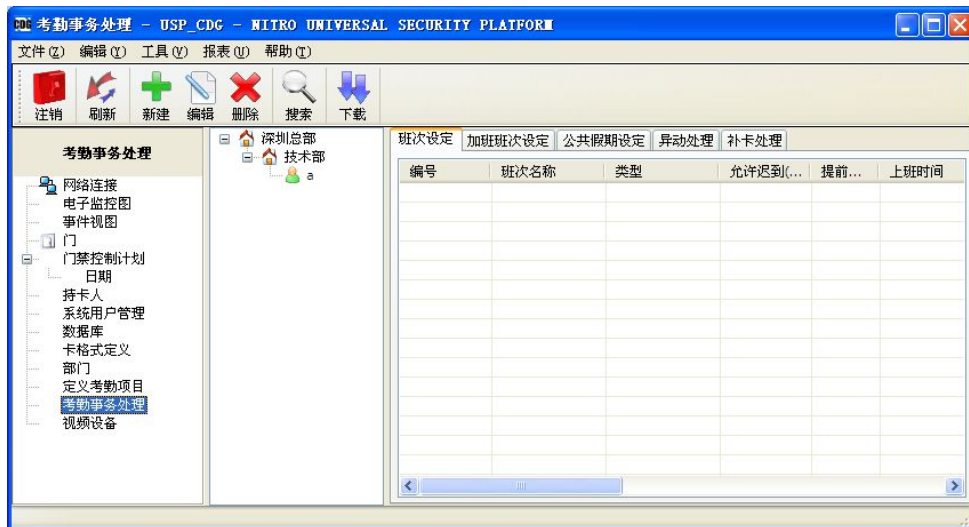 CDG 考勤事务处理 - USP_CDG - NITRO UNIVERSAL SECURITY PLATFORM
文件(Z) 编辑(Y) 工具(V) 报表(U) 帮助(T)
注销 刷新 新建 编辑 删除 搜索 下载
考勤事务处理
网络连接
电子监控图
事件视图
门
门禁控制计划
日期
持卡人
系统用户管理
数据库
卡格式定义
部门
定义考勤项目
考勤事务处理
视频设备
深圳总部
技术部
a
班次设定 加班班次设定 公共假期设定 异动处理 补卡处理
编号 班次名称 类型 允许迟到(... 提前... 上班时间